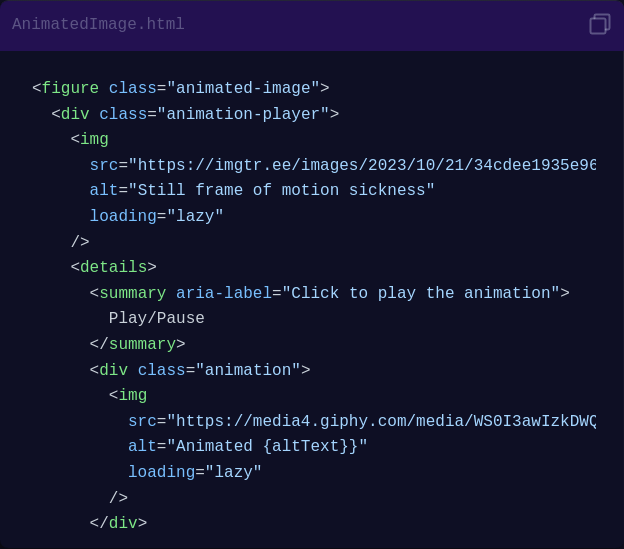 AnimatedImage.html
<figure class="animated-image">
  <div class="animation-player">
    <img
      src="https://imgtr.ee/images/2023/10/21/34cdee1935e96
      alt="Still frame of motion sickness"
      loading="lazy"
    />
    <details>
      <summary aria-label="Click to play the animation">
        Play/Pause
      </summary>
      <div class="animation">
        <img
          src="https://media4.giphy.com/media/WS0I3awIzkDWQ
          alt="Animated {altText}}"
          loading="lazy"
        />
      </div>